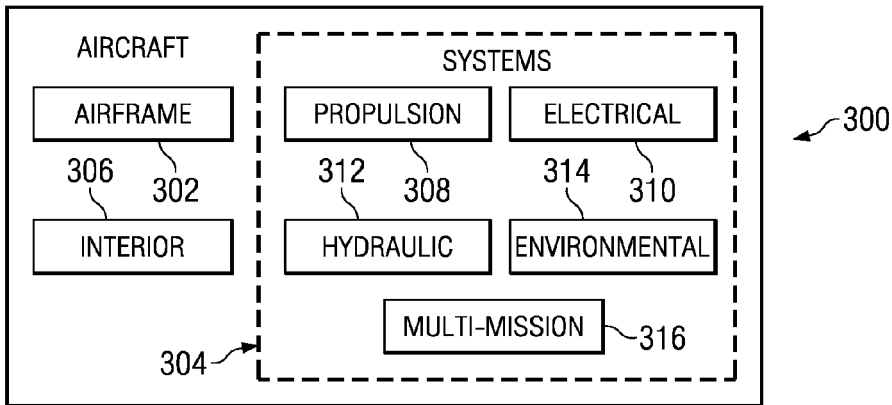 AIRCRAFT
SYSTEMS
AIRFRAME
PROPULSION
ELECTRICAL
300
306
302
312
308
314
310
INTERIOR
HYDRAULIC
ENVIRONMENTAL
MULTI-MISSION
316
304